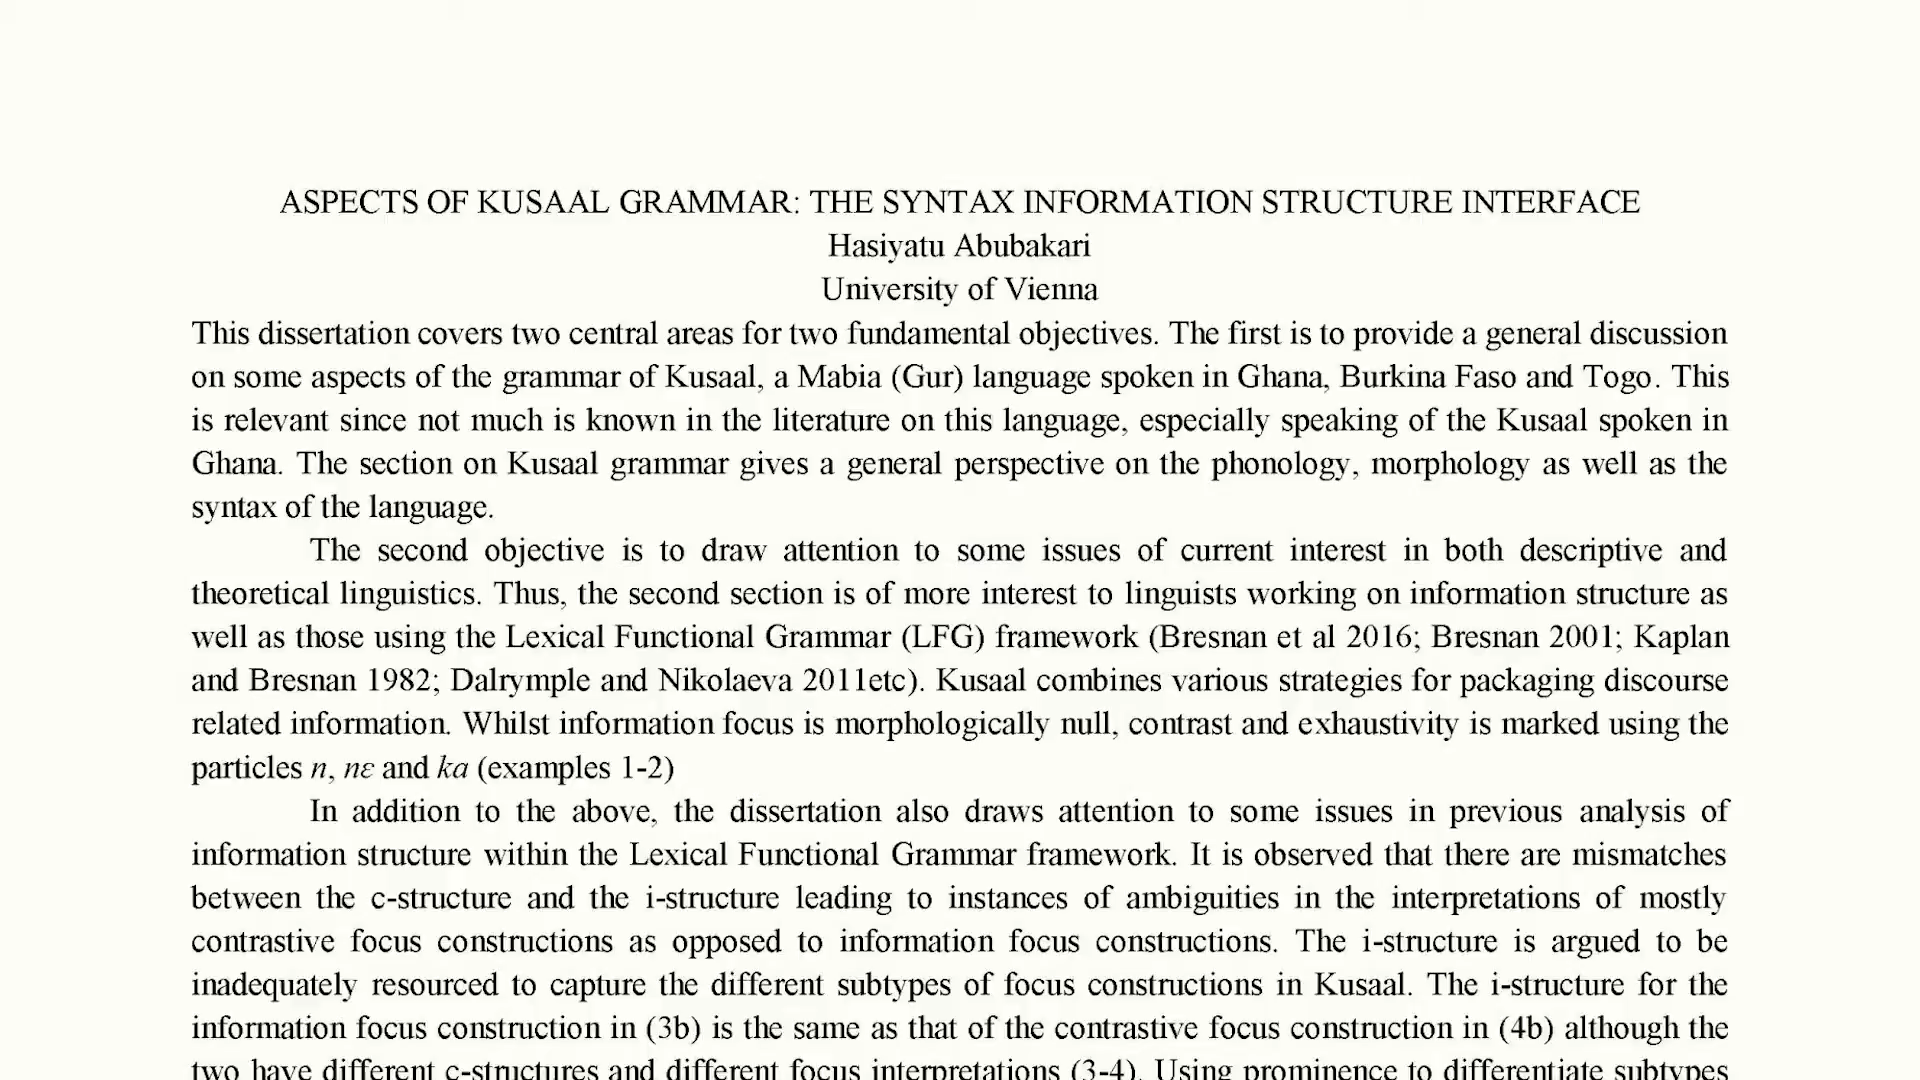 ASPECTS OF KUSAAL GRAMMAR: THE SYNTAX INFORMATION STRUCTURE INTERFACE
Hasiyatu Abubakari
University of Vienna
This dissertation covers two central areas for two fundamental objectives. The first is to provide a general discussion
on some aspects of the grammar of Kusaal, a Mabia (Gur) language spoken in Ghana, Burkina Faso and Togo. This
is relevant since not much is known in the literature on this language, especially speaking of the Kusaal spoken in
Ghana. The section on Kusaal grammar gives a general perspective on the phonology, morphology as well as the
syntax of the language.
The second objective is to draw attention to some issues of current interest in both descriptive and
theoretical linguistics. Thus, the second section is of more interest to linguists working on information structure as
well as those using the Lexical Functional Grammar (LFG) framework (Bresnan et al 2016; Bresnan 2001; Kaplan
and Bresnan 1982; Dalrymple and Nikolaeva 2011etc). Kusaal combines various strategies for packaging discourse
related information. Whilst information focus is morphologically null, contrast and exhaustivity is marked using the
particles n, nɛ and ka (examples 1-2)
In addition to the above, the dissertation also draws attention to some issues in previous analysis of
information structure within the Lexical Functional Grammar framework. It is observed that there are mismatches
between the c-structure and the i-structure leading to instances of ambiguities in the interpretations of mostly
contrastive focus constructions as opposed to information focus constructions. The i-structure is argued to be
inadequately resourced to capture the different subtypes of focus constructions in Kusaal. The i-structure for the
information focus construction in (3b) is the same as that of the contrastive focus construction in (4b) although the
two have different c-structures and different focus interpretations (3-4). Using prominence to differentiate subtypes